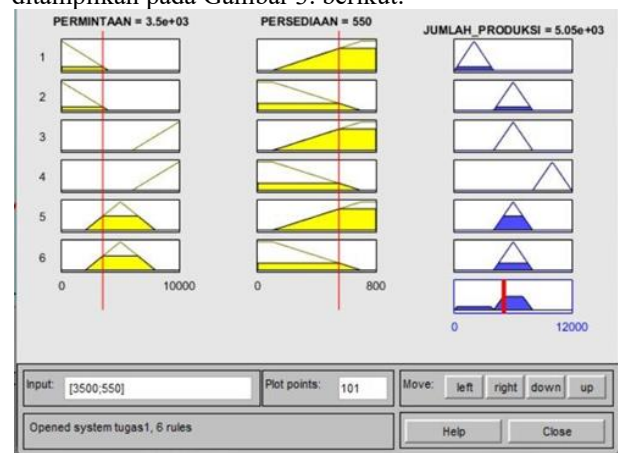 ditampilkan pada Gambar 5. berikut:
PERMINTAAN = 3.5e+03
PERSEDIAAN = 550
JUMLAH_PRODUKSI = 5.05e+03
1
2
3
4
5
6
0 10000
0 800
0 12000
Input: [3500;550]
Plot points: 101
Move: left right down up
Opened system tugas1, 6 rules
Help Close